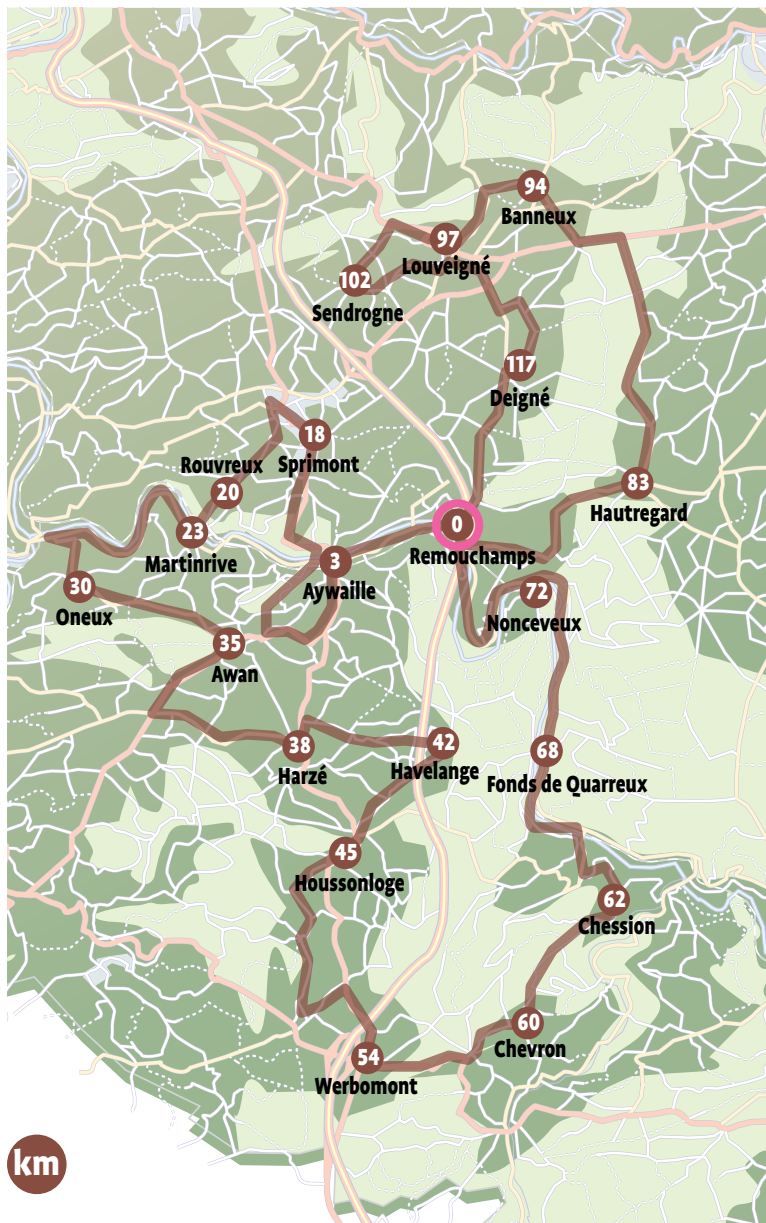 94
Banneux
97
Louveigné
102
Sendrogne
117
Deigné
18
Sprimont
Rouvreux
20
83
Hautregard
0
Remouchamps
23
Martinrive
3
Aywaille
30
Oneux
72
Nonceveux
35
Awan
38
Harzé
42
Havelange
68
Fonds de Quarreux
45
Houssonloge
62
Chession
60
Chevron
54
Werbomont
km